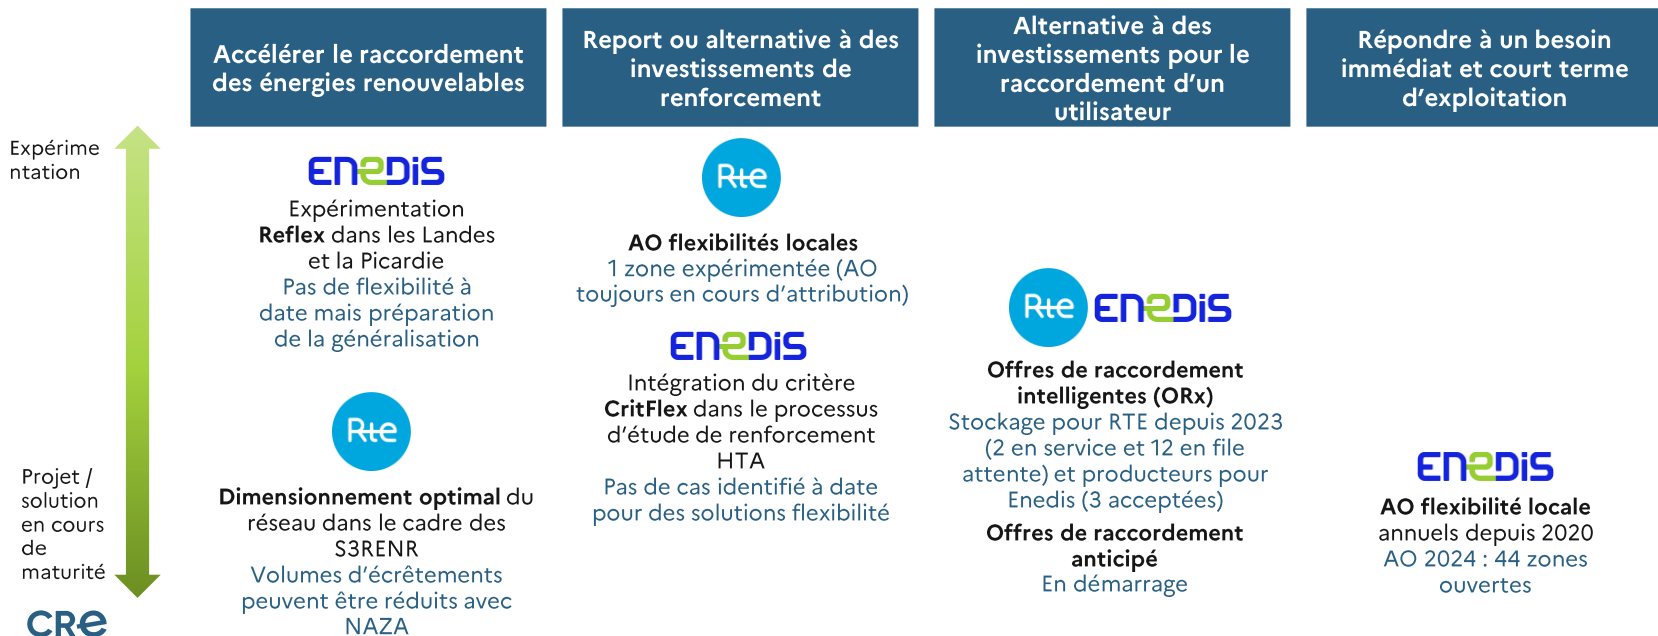 Accélérer le raccordement
des énergies renouvelables
Report ou alternative à des
investissements de
renforcement
Alternative à des
investissements pour le
raccordement d'un
utilisateur
Répondre à un besoin
immédiat et court terme
d'exploitation
Expérime
ntation
Projet /
solution
en cours
de
maturité
CRe
ENEDIS
Expérimentation
Reflex dans les Landes
et la Picardie
Pas de flexibilité à
date mais préparation
de la généralisation
Rte
Dimensionnement optimal du
réseau dans le cadre des
S3RENR
Volumes d'écrêtements
peuvent être réduits avec
NAZA
Rte
AO flexibilités locales
1 zone expérimentée (AO
toujours en cours d'attribution)
ENEDIS
Intégration du critère
CritFlex dans le processus
d'étude de renforcement
HTA
Pas de cas identifié à date
pour des solutions flexibilité
Rte ENEDIS
Offres de raccordement
intelligentes (ORx)
Stockage pour RTE depuis 2023
(2 en service et 12 en file
attente) et producteurs pour
Enedis (3 acceptées)
Offres de raccordement
anticipé
En démarrage
ENEDIS
AO flexibilité locale
annuels depuis 2020
AO 2024 : 44 zones
ouvertes